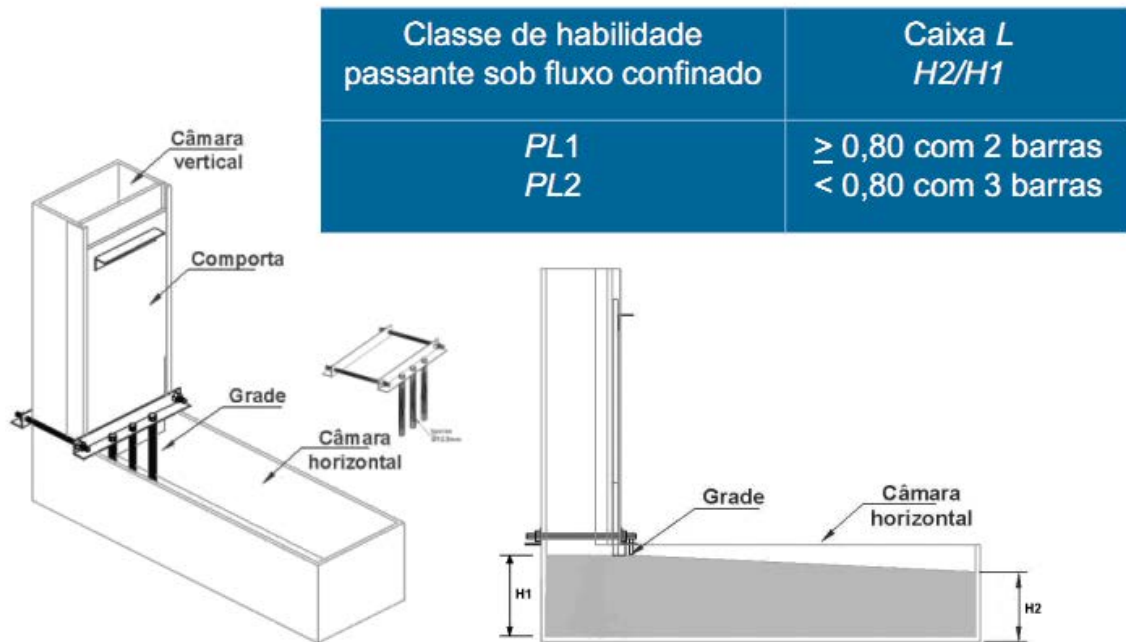 Classe de habilidade
passante sob fluxo confinado
Caixa L
H2/H1
PL1
≥ 0,80 com 2 barras
PL2
< 0,80 com 3 barras
Câmara
vertical
Comporta
Grade
Câmara
horizontal
Grade
Câmara
horizontal
H1
H2